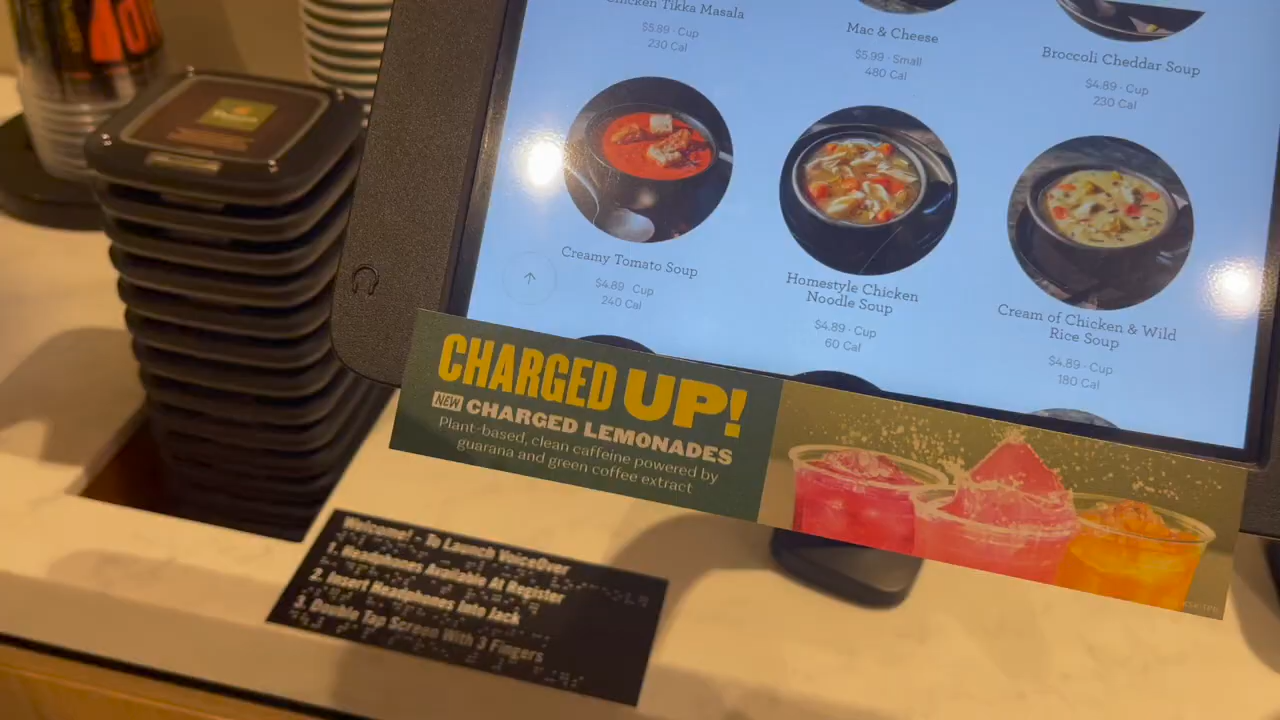 Chicken Tikka Masala
$5.89 · Cup
230 Cal
Mac & Cheese
$5.99 · Small
480 Cal
Broccoli Cheddar Soup
$4.89 · Cup
230 Cal
Creamy Tomato Soup
$4.89 · Cup
240 Cal
Homestyle Chicken
Noodle Soup
$4.89 · Cup
60 Cal
Cream of Chicken & Wild
Rice Soup
$4.89 · Cup
180 Cal
CHARGED UP!
NEW CHARGED LEMONADES
Plant-based, clean caffeine powered by
guarana and green coffee extract
Welcome! - To Launch VoiceOver
1. Headphones Available At Register
2. Insert Headphones Into Jack
3. Double Tap Screen With 3 Fingers